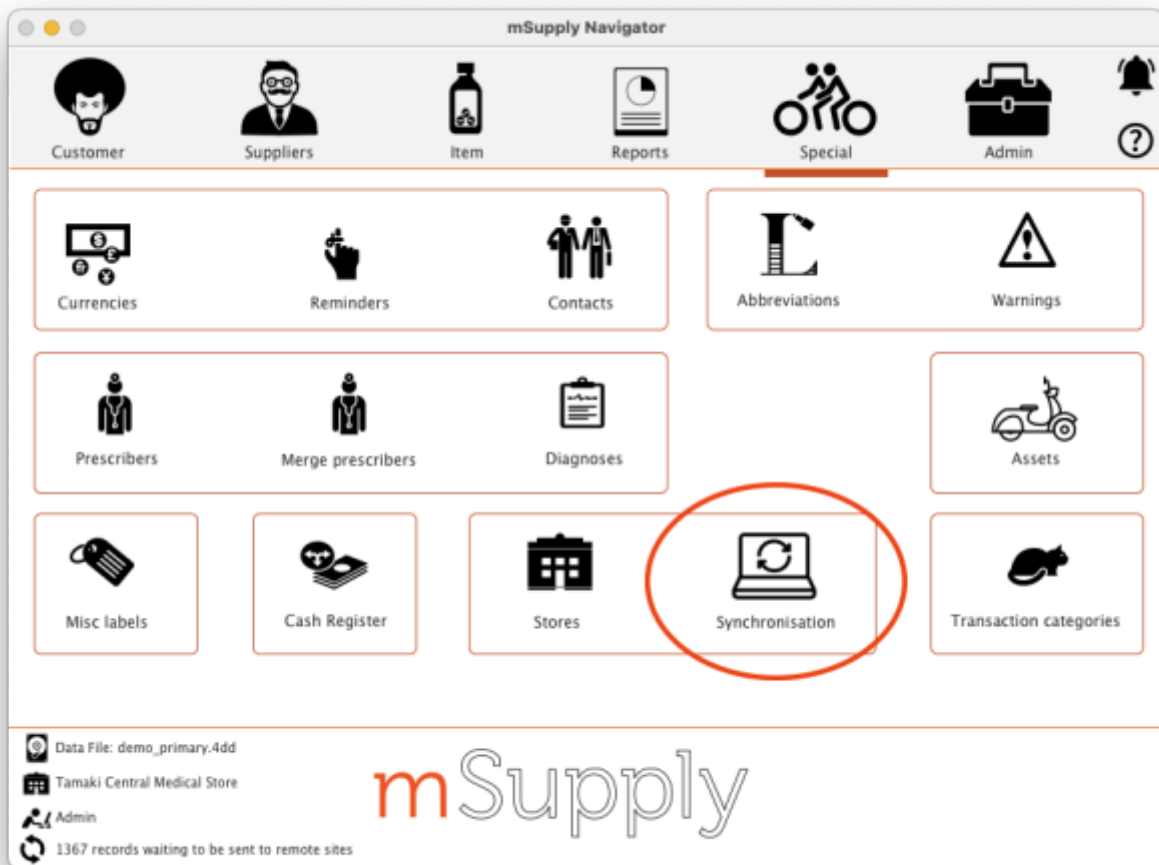 mSupply Navigator
Customer
Suppliers
Item
Reports
Special
Admin
Currencies
Reminders
Contacts
Abbreviations
Warnings
Prescribers
Merge prescribers
Diagnoses
Assets
Misc labels
Cash Register
Stores
Synchronisation
Transaction categories
Data File: demo_primary.4dd
Tamaki Central Medical Store
Admin
1367 records waiting to be sent to remote sites
mSupply